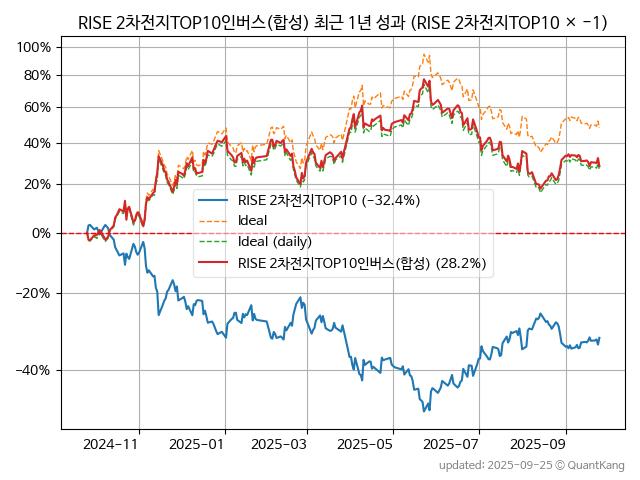 RISE 2차전지TOP10인버스(합성) 최근 1년 성과 (RISE 2차전지TOP10 × -1)
100%
80%
60%
40%
20%
0%
-20%
-40%
RISE 2차전지TOP10 (-32.4%)
Ideal
Ideal (daily)
RISE 2차전지TOP10인버스(합성) (28.2%)
2024-11
2025-01
2025-03
2025-05
2025-07
2025-09
updated: 2025-09-25 © QuantKang